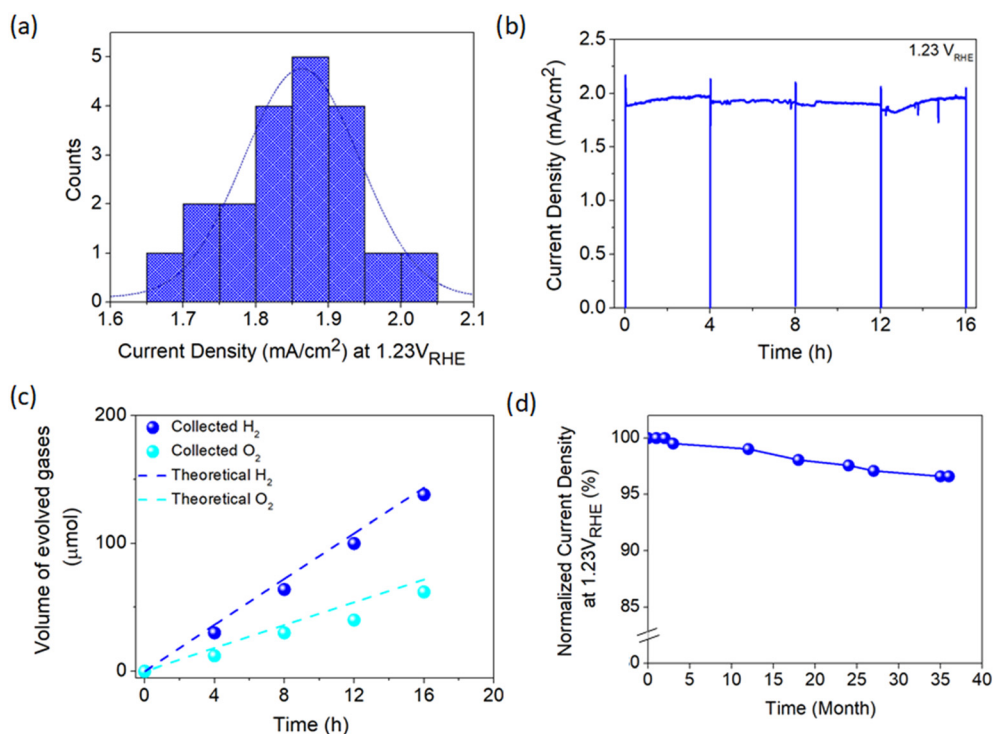 (a)
5
4
3
2
1
0
Counts
1.6 1.7 1.8 1.9 2.0 2.1
Current Density (mA/cm²) at 1.23V_RHE
(b)
1.23 V_RHE
2.5
2.0
1.5
1.0
0.5
0.0
Current Density (mA/cm²)
0 4 8 12 16
Time (h)
(c)
200
100
0
Volume of evolved gases
(μmol)
Collected H₂
Collected O₂
Theoretical H₂
Theoretical O₂
0 4 8 12 16 20
Time (h)
(d)
100
95
90
85
0
Normalized Current Density
at 1.23V_RHE (%)
0 5 10 15 20 25 30 35 40
Time (Month)